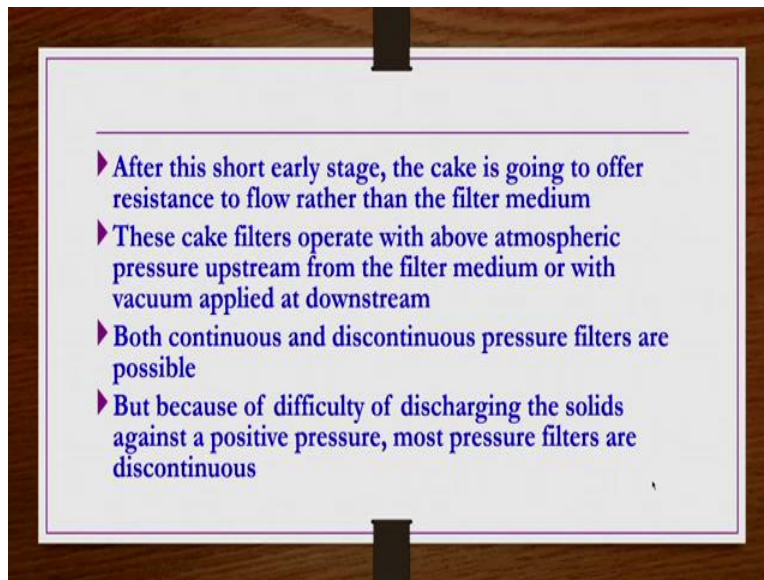 After this short early stage, the cake is going to offer
resistance to flow rather than the filter medium
These cake filters operate with above atmospheric
pressure upstream from the filter medium or with
vacuum applied at downstream
Both continuous and discontinuous pressure filters are
possible
But because of difficulty of discharging the solids
against a positive pressure, most pressure filters are
discontinuous